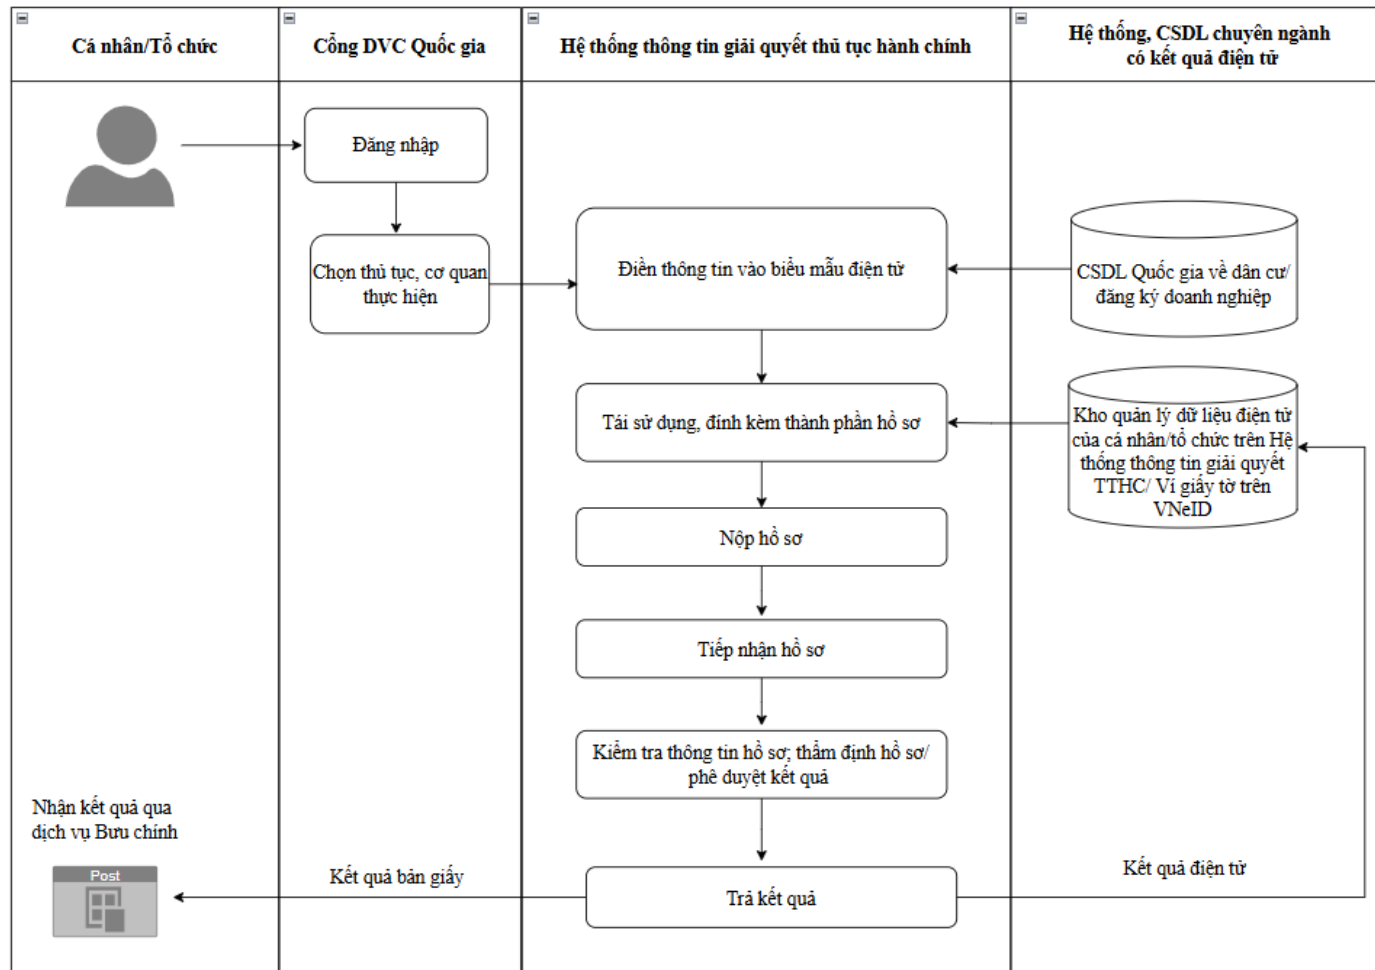 Cá nhân/Tổ chức
Cổng DVC Quốc gia
Hệ thống thông tin giải quyết thủ tục hành chính
Hệ thống, CSDL chuyên ngành
có kết quả điện tử
Đăng nhập
Chọn thủ tục, cơ quan
thực hiện
Điền thông tin vào biểu mẫu điện tử
CSDL Quốc gia về dân cư/
đăng ký doanh nghiệp
Tái sử dụng, đính kèm thành phần hồ sơ
Kho quản lý dữ liệu điện tử
của cá nhân/tổ chức trên Hệ
thống thông tin giải quyết
TTHC/ Ví giấy tờ trên
VNeID
Nộp hồ sơ
Tiếp nhận hồ sơ
Kiểm tra thông tin hồ sơ; thẩm định hồ sơ/
phê duyệt kết quả
Nhận kết quả qua
dịch vụ Bưu chính
Post
Kết quả bản giấy
Trả kết quả
Kết quả điện tử